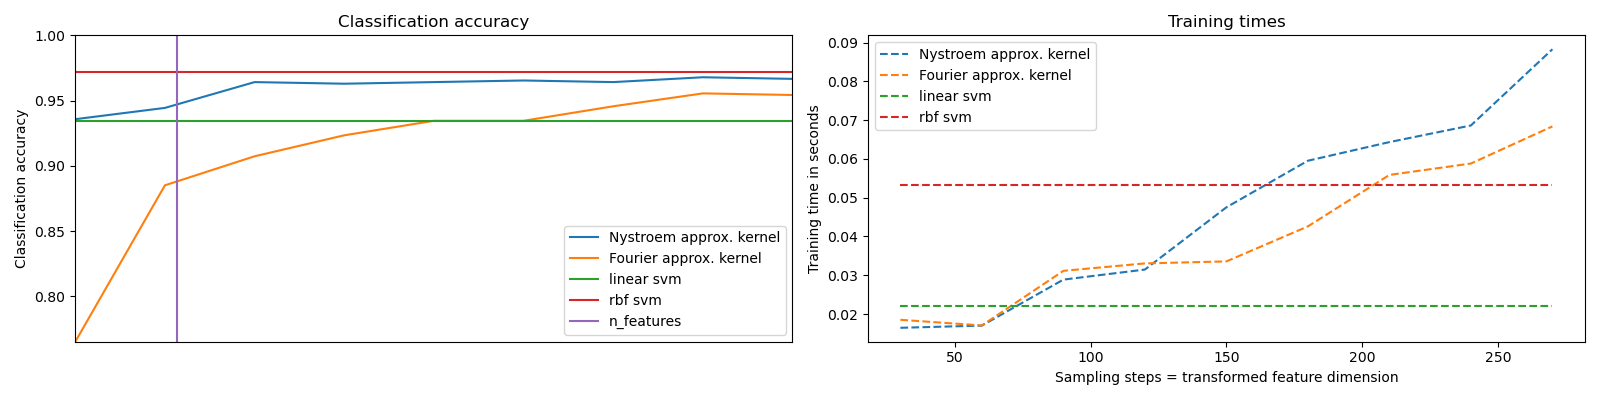 Classification accuracy
Classification accuracy
1.00
0.95
0.90
0.85
0.80
Nystroem approx. kernel
Fourier approx. kernel
linear svm
rbf svm
n_features
Training times
Training time in seconds
0.09
0.08
0.07
0.06
0.05
0.04
0.03
0.02
Nystroem approx. kernel
Fourier approx. kernel
linear svm
rbf svm
50 100 150 200 250
Sampling steps = transformed feature dimension